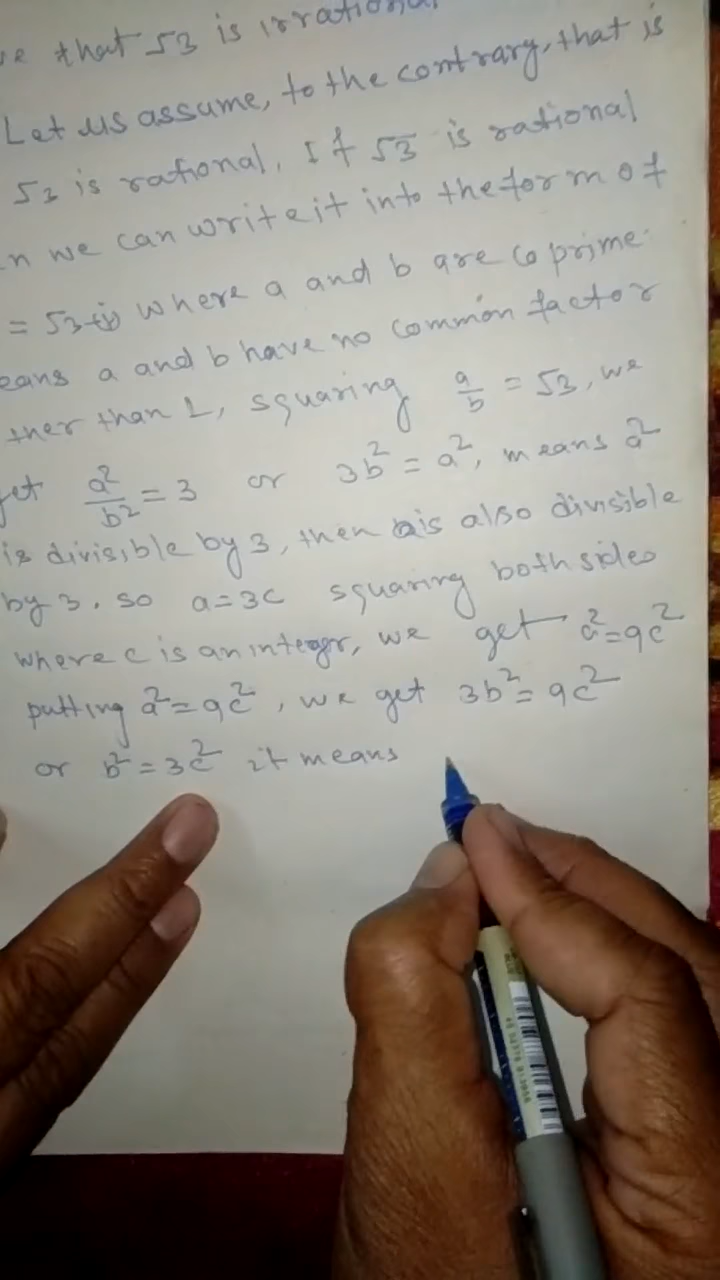 that √3 is irrational
Let us assume, to the contrary, that is
√3 is rational. If √3 is rational
n we can write it into the form of
= √3-(i) where a and b are coprime.
eans a and b have no common factor
ther than 1, squaring a/b = √3, we
get a²/b² = 3 or 3b² = a², means a²
is divisible by 3, then a is also divisible
by 3. so a=3c squaring both sides
where c is an integr, we get a²=9c²
putting a²=9c², we get 3b²=9c²
or b²=3c² it means